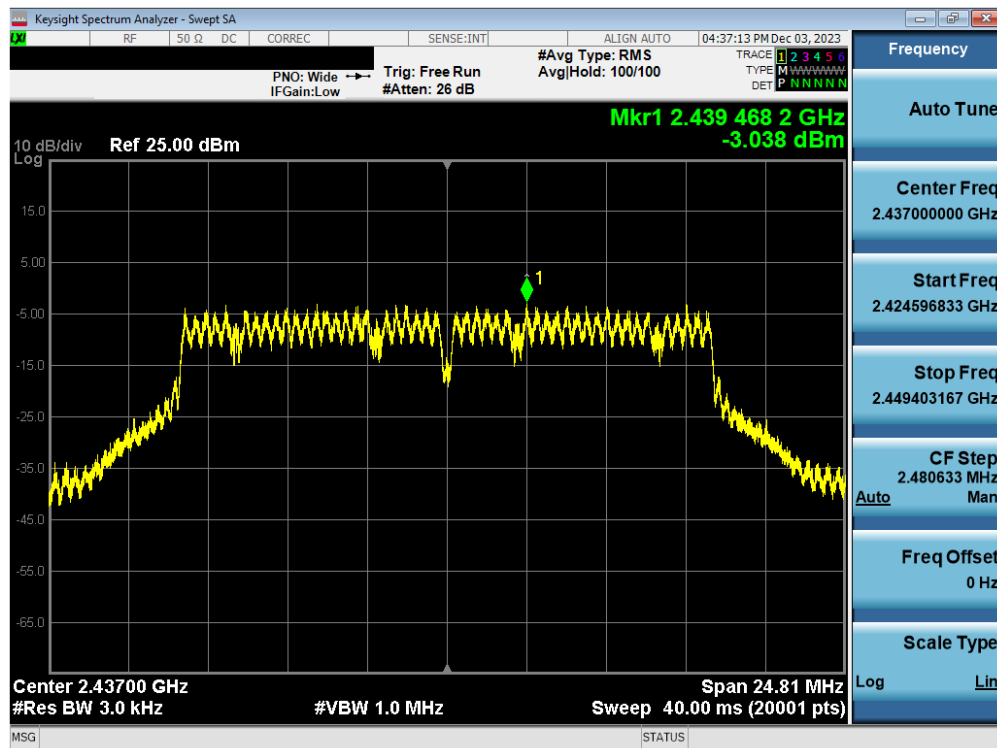 Keysight Spectrum Analyzer - Swept SA
LXI RF 50 Ω DC CORREC SENSE:INT ALIGN AUTO 04:37:13 PM Dec 03, 2023
PNO: Wide
IFGain:Low
Trig: Free Run
#Atten: 26 dB
#Avg Type: RMS
Avg|Hold: 100/100
TRACE 1 2 3 4 5 6
TYPE M WWWWW
DET P N N N N N
Mkr1 2.439 468 2 GHz
-3.038 dBm
10 dB/div Ref 25.00 dBm
Log
15.0
5.00
1
-5.00
-15.0
-25.0
-35.0
-45.0
-55.0
-65.0
Center 2.43700 GHz Span 24.81 MHz
#Res BW 3.0 kHz #VBW 1.0 MHz Sweep 40.00 ms (20001 pts)
MSG STATUS
Frequency
Auto Tune
Center Freq
2.437000000 GHz
Start Freq
2.424596833 GHz
Stop Freq
2.449403167 GHz
CF Step
2.480633 MHz
Auto Man
Freq Offset
0 Hz
Scale Type
Log Lin